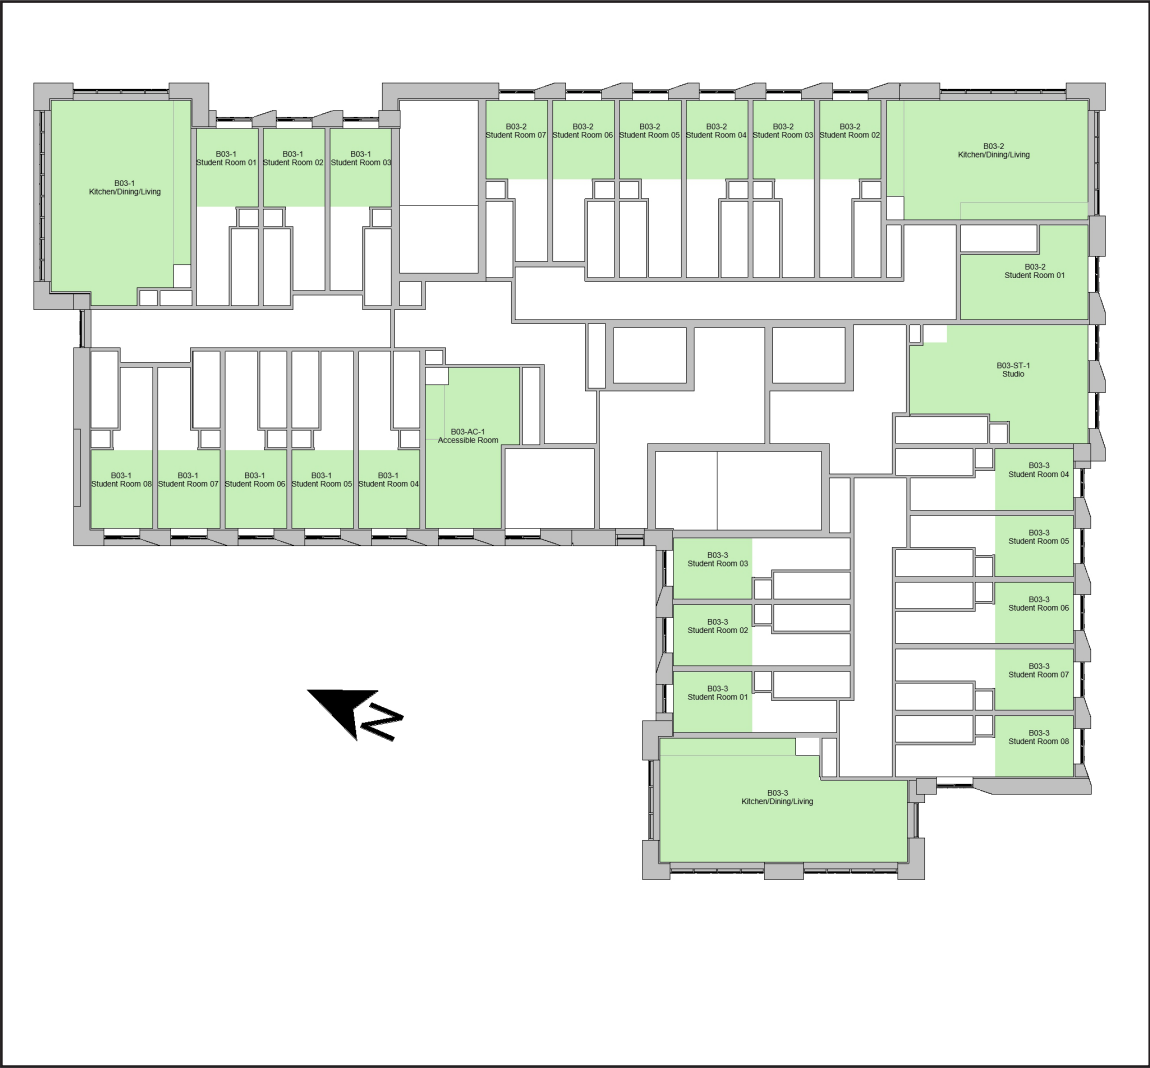 B03-1
Kitchen/Dining/Living
B03-1
Student Room 01
B03-1
Student Room 02
B03-1
Student Room 03
B03-2
Student Room 07
B03-2
Student Room 06
B03-2
Student Room 05
B03-2
Student Room 04
B03-2
Student Room 03
B03-2
Student Room 02
B03-2
Kitchen/Dining/Living
B03-2
Student Room 01
B03-ST-1
Studio
B03-AC-1
Accessible Room
B03-1
Student Room 08
B03-1
Student Room 07
B03-1
Student Room 06
B03-1
Student Room 05
B03-1
Student Room 04
B03-3
Student Room 04
B03-3
Student Room 05
B03-3
Student Room 06
B03-3
Student Room 07
B03-3
Student Room 08
B03-3
Student Room 03
B03-3
Student Room 02
B03-3
Student Room 01
B03-3
Kitchen/Dining/Living
N